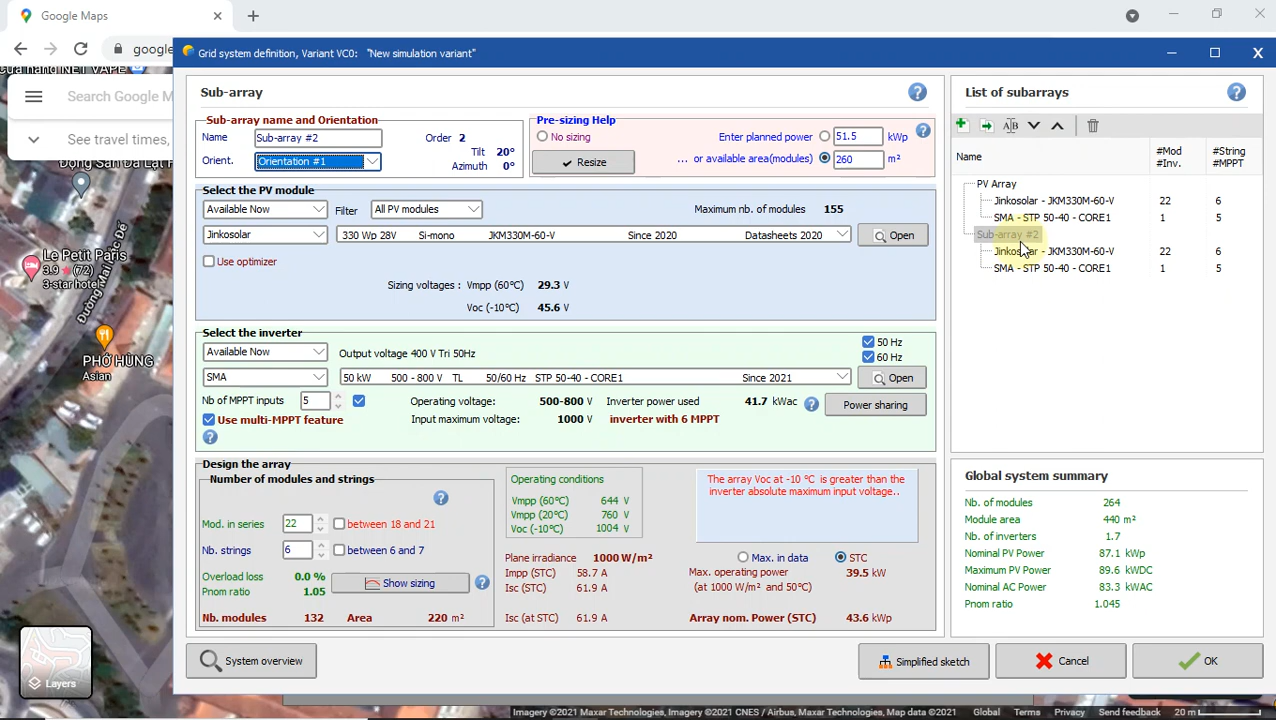 Google Maps
google
Cửa hàng NET VAPE
Search Google M
See travel times,
Le Petit Paris
3.9 ★ (72)
3-star hotel
Đường Mai Hắc Đế
PHỞ HÙNG
Asian
Layers
Grid system definition, Variant VC0: "New simulation variant"
Sub-array
Sub-array name and Orientation
Name Sub-array #2 Order 2
Orient. Orientation #1 Tilt 20°
Azimuth 0°
Pre-sizing Help
No sizing Enter planned power 51.5 kWp
Resize ... or available area(modules) 260 m²
Select the PV module
Available Now Filter All PV modules Maximum nb. of modules 155
Jinkosolar 330 Wp 28V Si-mono JKM330M-60-V Since 2020 Datasheets 2020 Open
Use optimizer
Sizing voltages : Vmpp (60°C) 29.3 V
Voc (-10°C) 45.6 V
Select the inverter
Available Now Output voltage 400 V Tri 50Hz
50 Hz
60 Hz
SMA 50 kW 500 - 800 V TL 50/60 Hz STP 50-40 - CORE1 Since 2021 Open
Nb of MPPT inputs 5 Operating voltage: 500-800 V Inverter power used 41.7 kWac Power sharing
Use multi-MPPT feature Input maximum voltage: 1000 V inverter with 6 MPPT
Design the array
Number of modules and strings
Mod. in series 22 between 18 and 21
Nb. strings 6 between 6 and 7
Overload loss 0.0 %
Pnom ratio 1.05
Show sizing
Nb. modules 132 Area 220 m²
Operating conditions
Vmpp (60°C) 644 V
Vmpp (20°C) 760 V
Voc (-10°C) 1004 V
Plane irradiance 1000 W/m²
Impp (STC) 58.7 A
Isc (STC) 61.9 A
Isc (at STC) 61.9 A
The array Voc at -10 °C is greater than the
inverter absolute maximum input voltage..
Max. in data STC
Max. operating power 39.5 kW
(at 1000 W/m² and 50°C)
Array nom. Power (STC) 43.6 kWp
List of subarrays
Name #Mod #String
#Inv. #MPPT
PV Array
Jinkosolar - JKM330M-60-V 22 6
SMA - STP 50-40 - CORE1 1 5
Sub-array #2
Jinkosolar - JKM330M-60-V 22 6
SMA - STP 50-40 - CORE1 1 5
Global system summary
Nb. of modules 264
Module area 440 m²
Nb. of inverters 1.7
Nominal PV Power 87.1 kWp
Maximum PV Power 89.6 kWDC
Nominal AC Power 83.3 kWAC
Pnom ratio 1.045
System overview
Simplified sketch
Cancel
OK
Imagery ©2021 Maxar Technologies, Imagery ©2021 CNES / Airbus, Maxar Technologies, Map data ©2021 Global Terms Privacy Send feedback 20 m